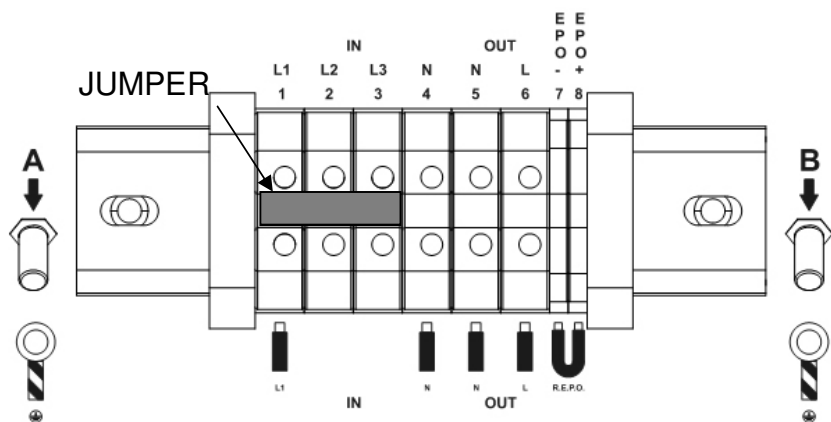 IN OUT
E P O - E P O +
L1 L2 L3 N N L
1 2 3 4 5 6 7 8
JUMPER
A B
L1 N N L R.E.P.O.
IN OUT